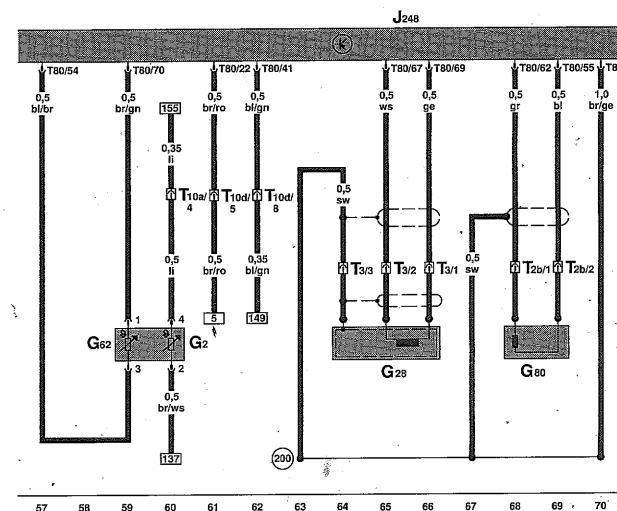 J248
k
T80/54 T80/70 T80/22 T80/41 T80/67 T80/69 T80/62 T80/55 T8
0,5 0,5 0,5 0,5 0,5 0,5 0,5 0,5 1,0
bl/br br/gn br/ro bl/gn ws ge gr bl br/ge
155
0,35
li
0,5
sw
T10a/ T10d/ T10d/
4 5 8
0,5 0,5 0,35 0,5
li br/ro bl/gn sw
T3/3 T3/2 T3/1 T2b/1 T2b/2
5 149
1 4
G62 G2
3 2
G28 G80
0,5
br/ws
137
200
57 58 59 60 61 62 63 64 65 66 67 68 69 70